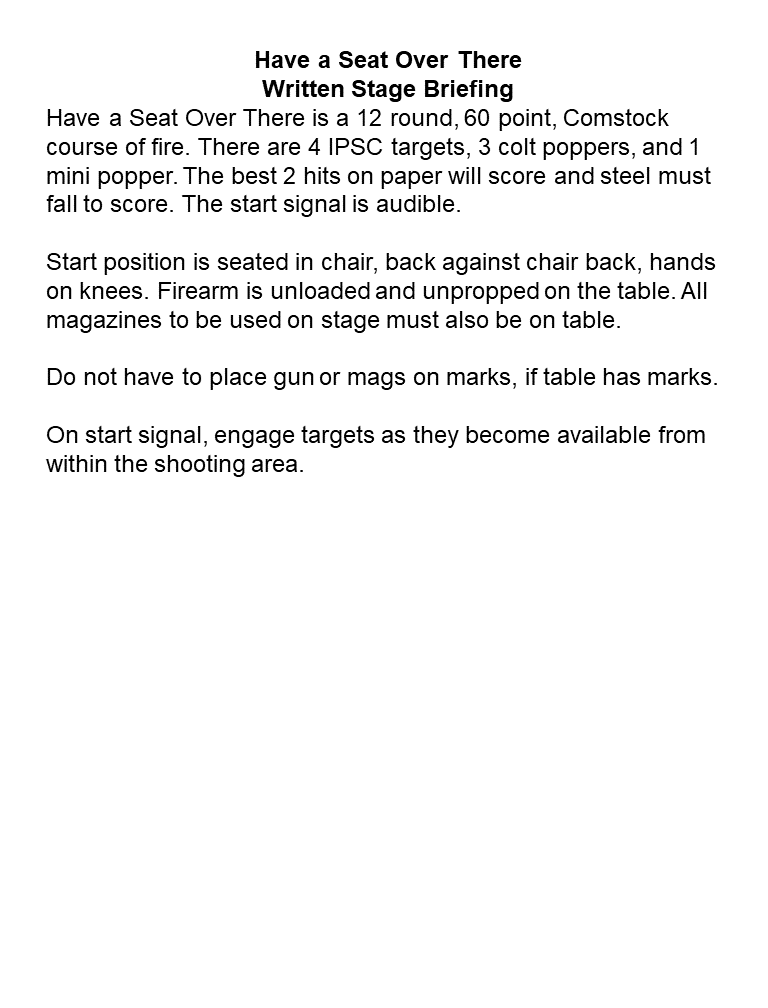 Have a Seat Over There
Written Stage Briefing
Have a Seat Over There is a 12 round, 60 point, Comstock
course of fire. There are 4 IPSC targets, 3 colt poppers, and 1
mini popper. The best 2 hits on paper will score and steel must
fall to score. The start signal is audible.
Start position is seated in chair, back against chair back, hands
on knees. Firearm is unloaded and unpropped on the table. All
magazines to be used on stage must also be on table.
Do not have to place gun or mags on marks, if table has marks.
On start signal, engage targets as they become available from
within the shooting area.